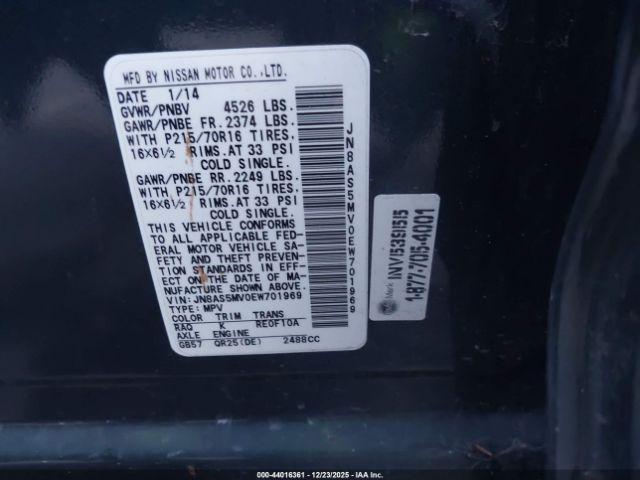 MFD BY NISSAN MOTOR CO.,LTD.
DATE 1/14
GVWR/PNBV 4526 LBS.
GAWR/PNBE FR. 2374 LBS.
WITH P215/70R16 TIRES.
16X6½ RIMS.AT 33 PSI
COLD SINGLE.
GAWR/PNBE RR. 2249 LBS.
WITH P215/70R16 TIRES.
16X6½ RIMS.AT 33 PSI
COLD SINGLE.
THIS VEHICLE CONFORMS
TO ALL APPLICABLE FED-
ERAL MOTOR VEHICLE SA-
FETY AND THEFT PREVEN-
TION STANDARDS IN EFF-
ECT ON THE DATE OF MA-
NUFACTURE SHOWN ABOVE.
VIN: JN8AS5MV0EW701969
TYPE: MPV
COLOR TRIM TRANS
RAQ K RE0F10A
AXLE ENGINE
GB57 QR25(DE) 2488CC
JN8AS5MV0EW701969
INV153515
1-877-705-4001
000-44016361 - 12/23/2025 - IAA Inc.